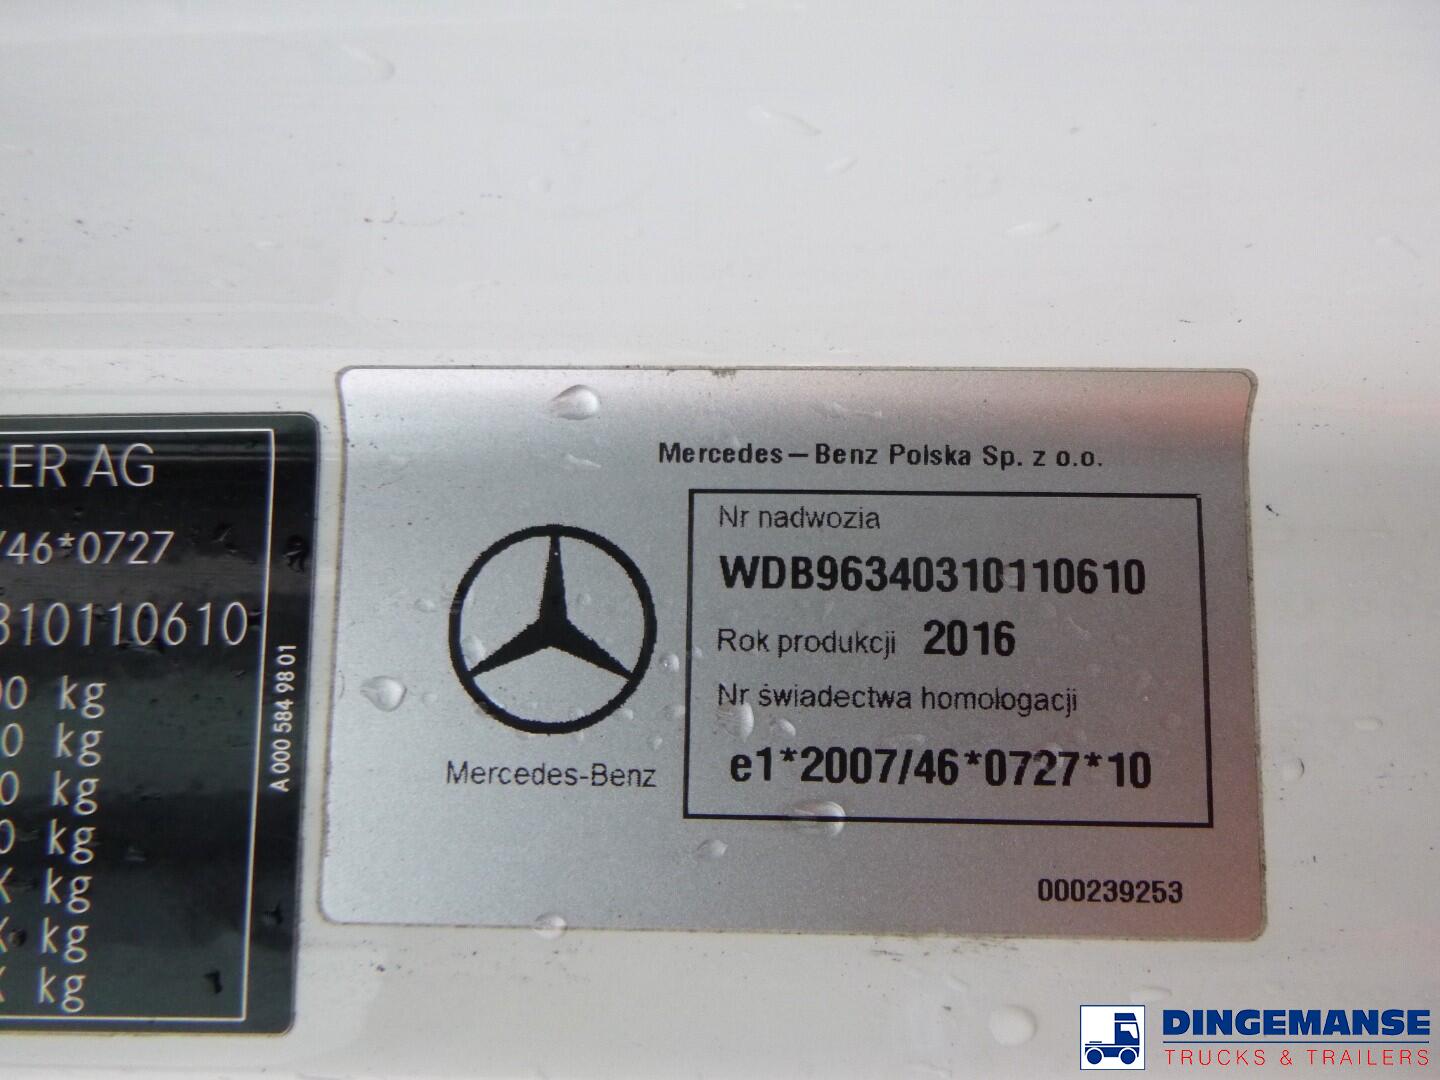 LER AG
/46*0727
310110610
00 kg
0 kg
0 kg
0 kg
X kg
X kg
X kg
A 000 584 98 01
Mercedes-Benz Polska Sp. z o.o.
Nr nadwozia
WDB96340310110610
Rok produkcji 2016
Nr świadectwa homologacji
e1*2007/46*0727*10
Mercedes-Benz
000239253
DINGEMANSE
TRUCKS & TRAILERS